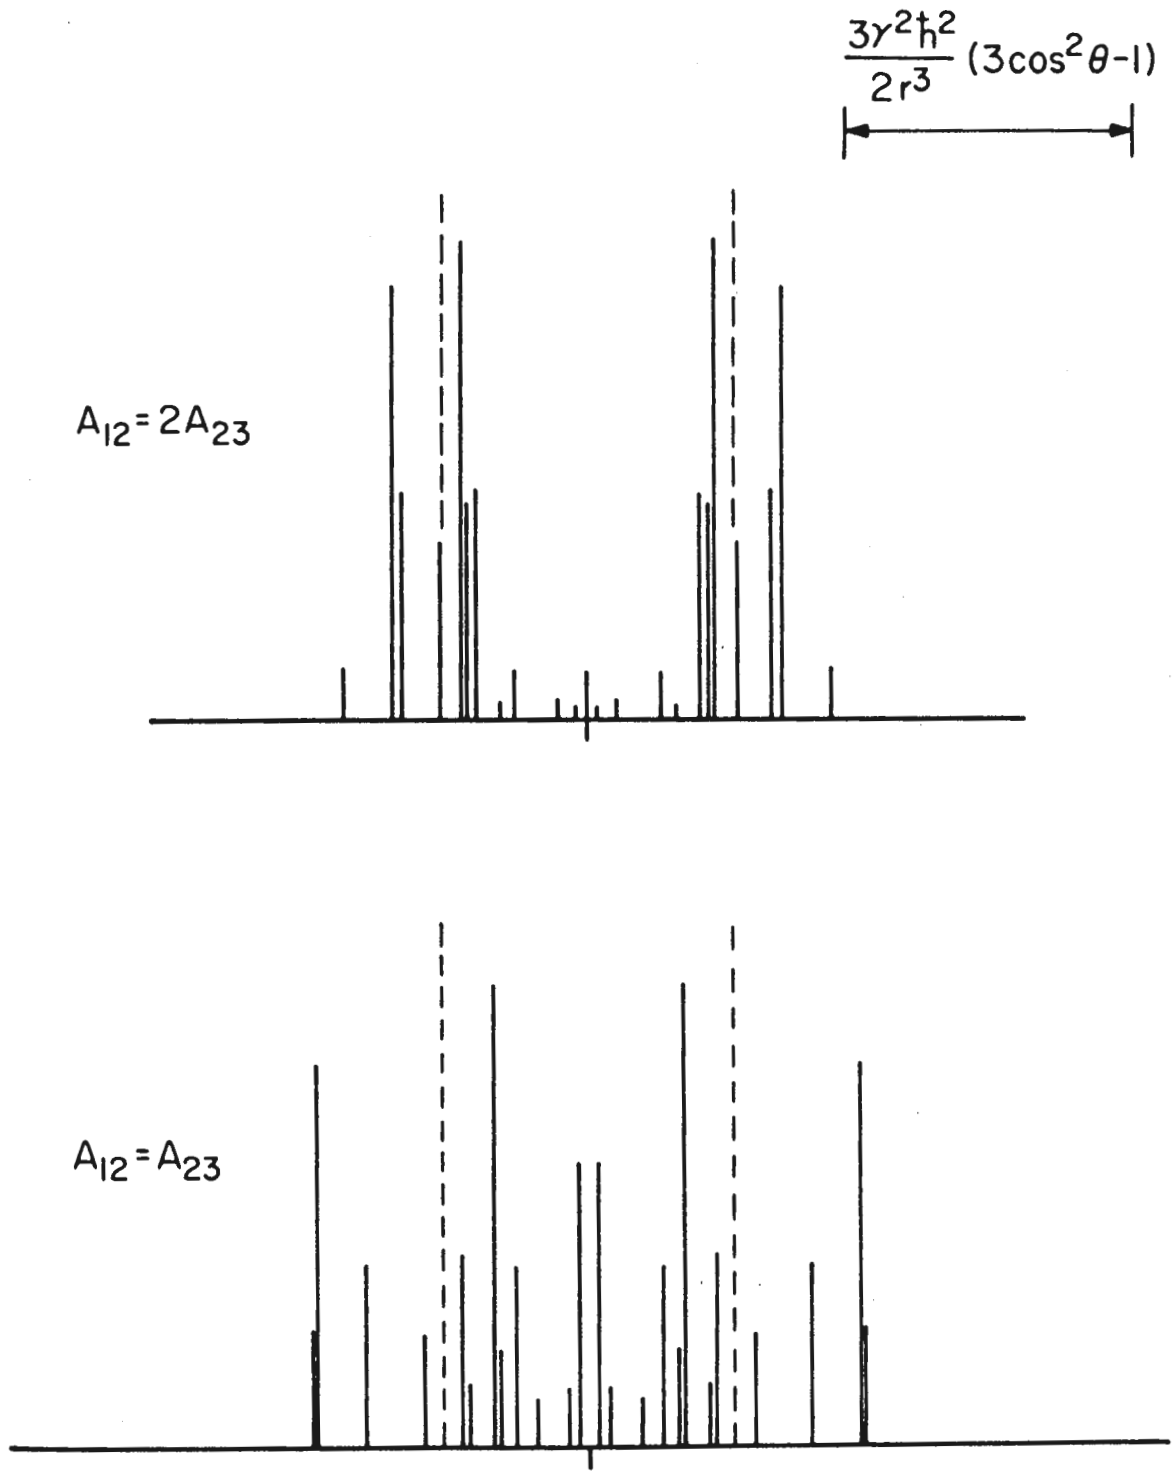 3γ²ħ²
2r³
(3cos²θ-1)
A₁₂=2A₂₃
A₁₂=A₂₃